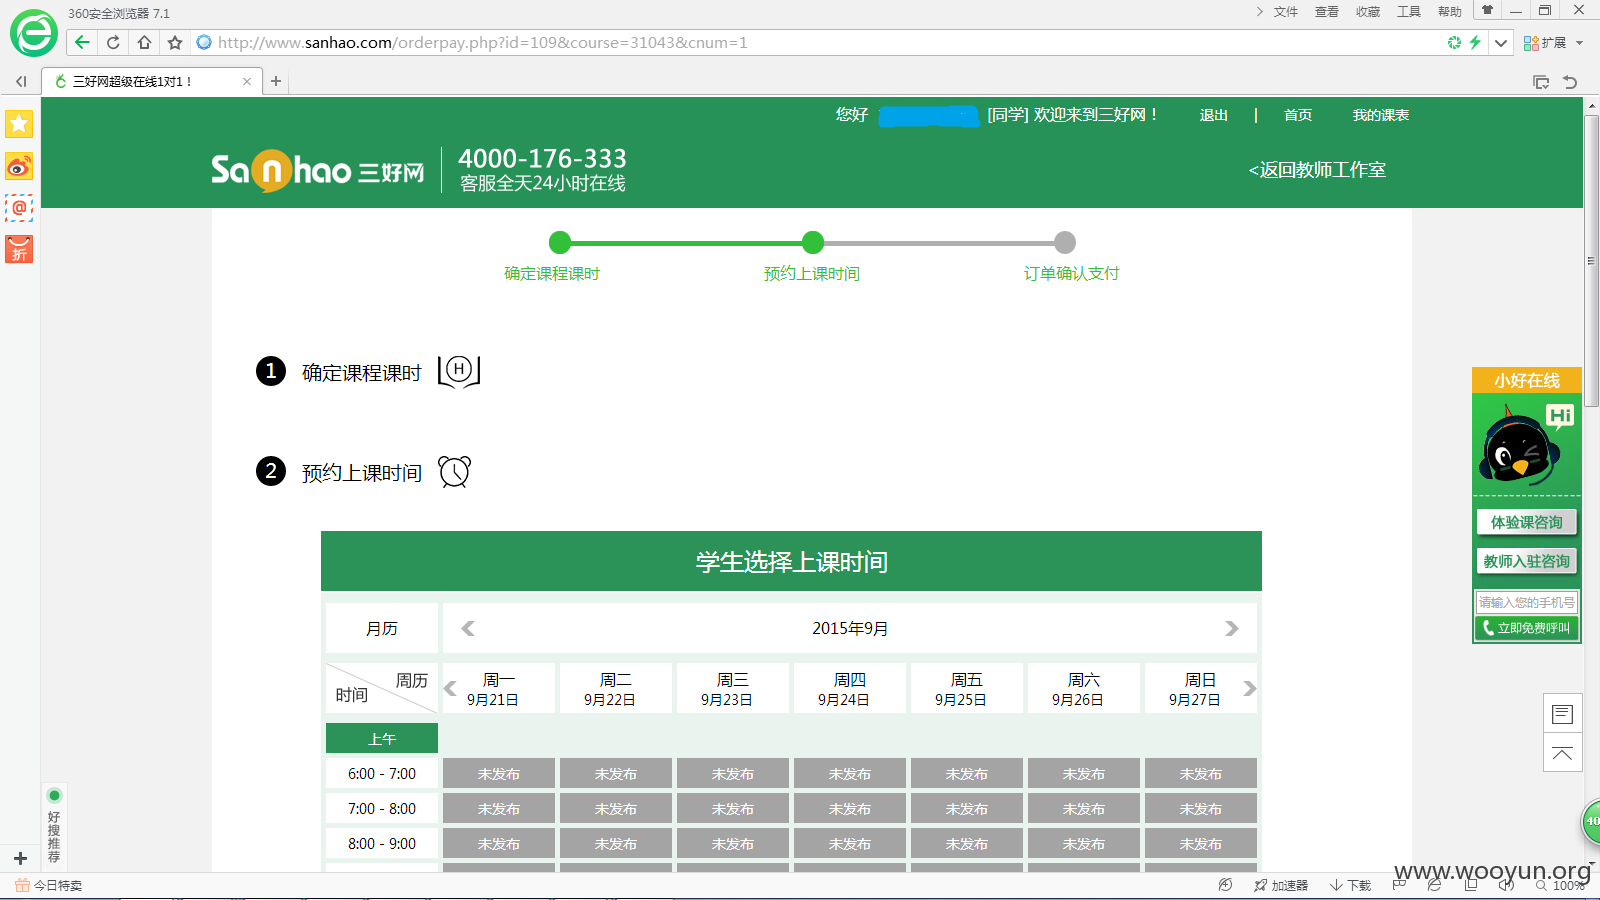 360安全浏览器 7.1
文件 查看 收藏 工具 帮助
http://www.sanhao.com/orderpay.php?id=109&course=31043&cnum=1
扩展
三好网超级在线1对1！
您好 [同学] 欢迎来到三好网！ 退出 | 首页 我的课表
Sanhao 三好网
4000-176-333
客服全天24小时在线
<返回教师工作室
@
折
确定课程课时 预约上课时间 订单确认支付
1 确定课程课时 H
2 预约上课时间
小好在线
Hi
体验课咨询
教师入驻咨询
请输入您的手机号
立即免费呼叫
学生选择上课时间
月历 2015年9月
周历
时间
周一 周二 周三 周四 周五 周六 周日
9月21日 9月22日 9月23日 9月24日 9月25日 9月26日 9月27日
上午
6:00 - 7:00 未发布 未发布 未发布 未发布 未发布 未发布 未发布
7:00 - 8:00 未发布 未发布 未发布 未发布 未发布 未发布 未发布
8:00 - 9:00 未发布 未发布 未发布 未发布 未发布 未发布 未发布
好搜推荐
40
www.wooyun.org
今日特卖
加速器 下载 100%